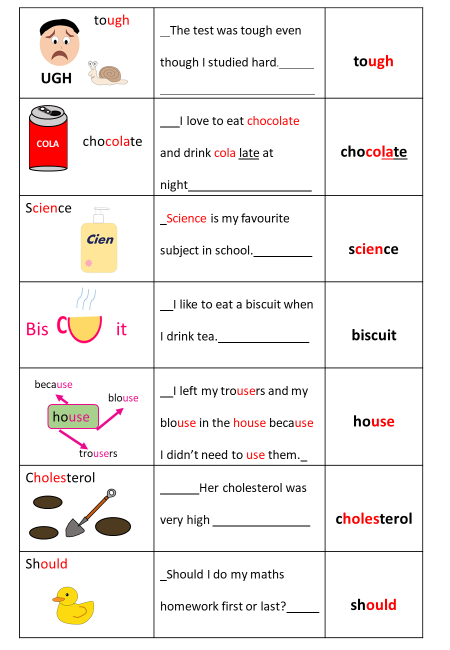 tough
UGH
_The test was tough even
though I studied hard.______
______________________
tough
COLA
chocolate
___I love to eat chocolate
and drink cola late at
night__________________
chocolate
Science
Cien
_Science is my favourite
subject in school._________
science
Bis C it
__I like to eat a biscuit when
I drink tea._____________
biscuit
because
blouse
house
trousers
__I left my trousers and my
blouse in the house because
I didn't need to use them._
house
Cholesterol
______Her cholesterol was
very high ______________
cholesterol
Should
_Should I do my maths
homework first or last?_____
should